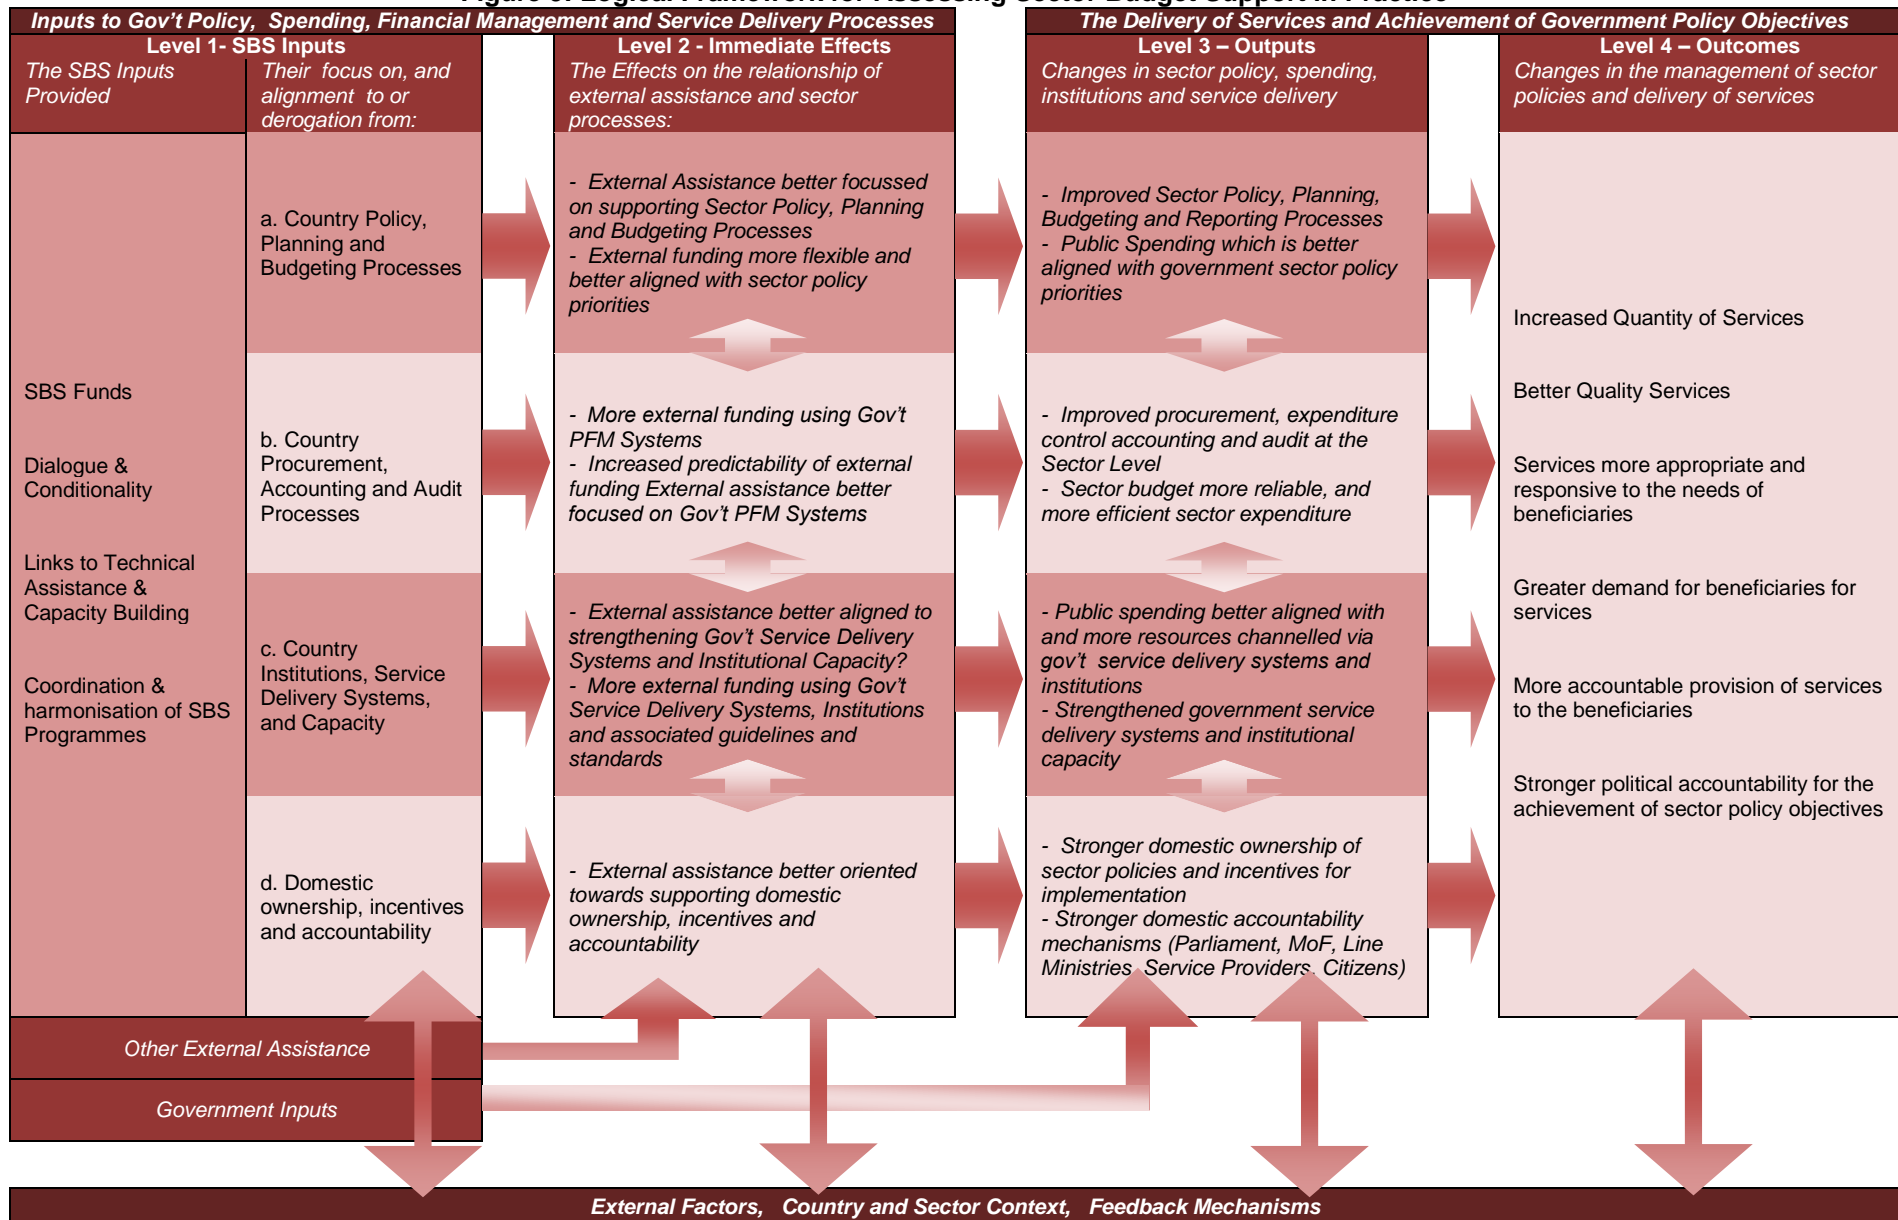 Figure 3: Logical Framework for Assessing Sector Budget Support in Practice
Inputs to Gov't Policy, Spending, Financial Management and Service Delivery Processes
The Delivery of Services and Achievement of Government Policy Objectives
Level 1- SBS Inputs
The SBS Inputs
Provided
Their focus on, and
alignment to or
derogation from:
Level 2 - Immediate Effects
The Effects on the relationship of
external assistance and sector
processes:
Level 3 – Outputs
Changes in sector policy, spending,
institutions and service delivery
Level 4 – Outcomes
Changes in the management of sector
policies and delivery of services
SBS Funds
Dialogue &
Conditionality
Links to Technical
Assistance &
Capacity Building
Coordination &
harmonisation of SBS
Programmes
a. Country Policy,
Planning and
Budgeting Processes
- External Assistance better focussed
on supporting Sector Policy, Planning
and Budgeting Processes
- External funding more flexible and
better aligned with sector policy
priorities
- Improved Sector Policy, Planning,
Budgeting and Reporting Processes
- Public Spending which is better
aligned with government sector policy
priorities
b. Country
Procurement,
Accounting and Audit
Processes
- More external funding using Gov't
PFM Systems
- Increased predictability of external
funding External assistance better
focused on Gov't PFM Systems
- Improved procurement, expenditure
control accounting and audit at the
Sector Level
- Sector budget more reliable, and
more efficient sector expenditure
c. Country
Institutions, Service
Delivery Systems,
and Capacity
- External assistance better aligned to
strengthening Gov't Service Delivery
Systems and Institutional Capacity?
- More external funding using Gov't
Service Delivery Systems, Institutions
and associated guidelines and
standards
- Public spending better aligned with
and more resources channelled via
gov't service delivery systems and
institutions
- Strengthened government service
delivery systems and institutional
capacity
d. Domestic
ownership, incentives
and accountability
- External assistance better oriented
towards supporting domestic
ownership, incentives and
accountability
- Stronger domestic ownership of
sector policies and incentives for
implementation
- Stronger domestic accountability
mechanisms (Parliament, MoF, Line
Ministries, Service Providers, Citizens)
Increased Quantity of Services
Better Quality Services
Services more appropriate and
responsive to the needs of
beneficiaries
Greater demand for beneficiaries for
services
More accountable provision of services
to the beneficiaries
Stronger political accountability for the
achievement of sector policy objectives
Other External Assistance
Government Inputs
External Factors, Country and Sector Context, Feedback Mechanisms